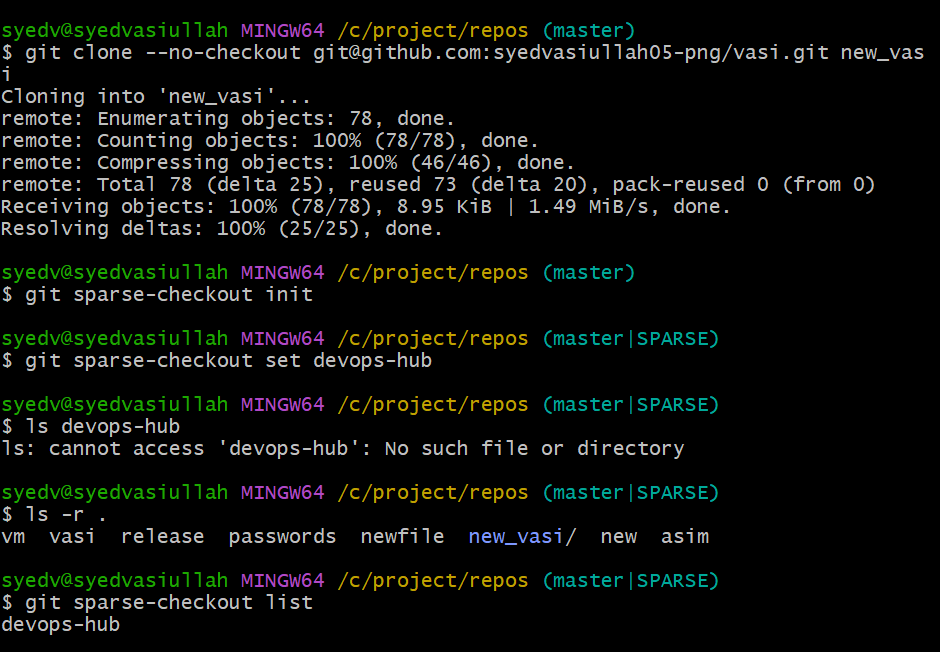 syedv@syedvasiullah MINGW64 /c/project/repos (master)
$ git clone --no-checkout git@github.com:syedvasiullah05-png/vasi.git new_vas
i
Cloning into 'new_vasi'...
remote: Enumerating objects: 78, done.
remote: Counting objects: 100% (78/78), done.
remote: Compressing objects: 100% (46/46), done.
remote: Total 78 (delta 25), reused 73 (delta 20), pack-reused 0 (from 0)
Receiving objects: 100% (78/78), 8.95 KiB | 1.49 MiB/s, done.
Resolving deltas: 100% (25/25), done.
syedv@syedvasiullah MINGW64 /c/project/repos (master)
$ git sparse-checkout init
syedv@syedvasiullah MINGW64 /c/project/repos (master|SPARSE)
$ git sparse-checkout set devops-hub
syedv@syedvasiullah MINGW64 /c/project/repos (master|SPARSE)
$ ls devops-hub
ls: cannot access 'devops-hub': No such file or directory
syedv@syedvasiullah MINGW64 /c/project/repos (master|SPARSE)
$ ls -r .
vm  vasi  release  passwords  newfile  new_vasi/  new  asim
syedv@syedvasiullah MINGW64 /c/project/repos (master|SPARSE)
$ git sparse-checkout list
devops-hub